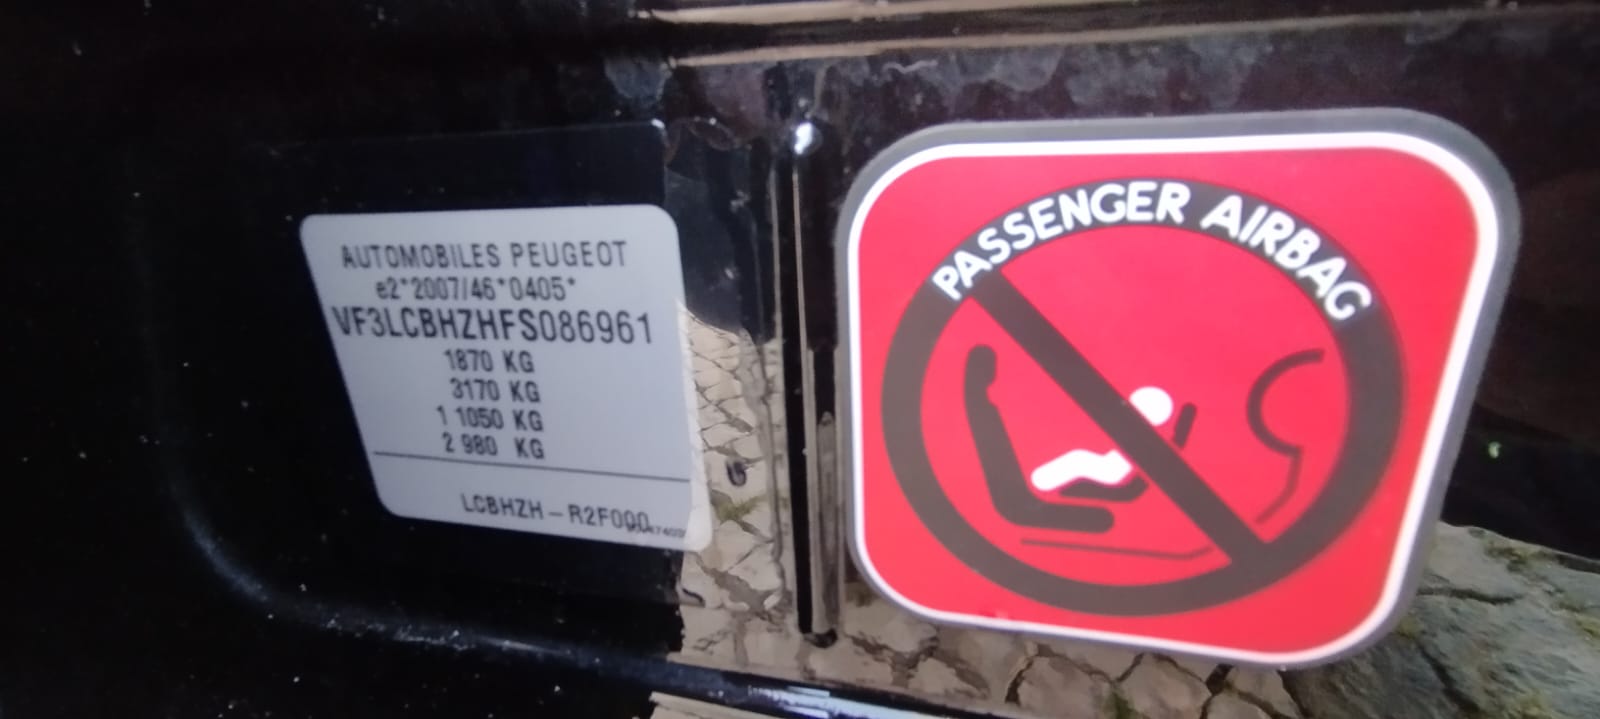 AUTOMOBILES PEUGEOT
e2*2007/46*0405*
VF3LCBHZHFS086961
1870 KG
3170 KG
1 1050 KG
2 980 KG
LCBHZH-R2F000
PASSENGER AIRBAG